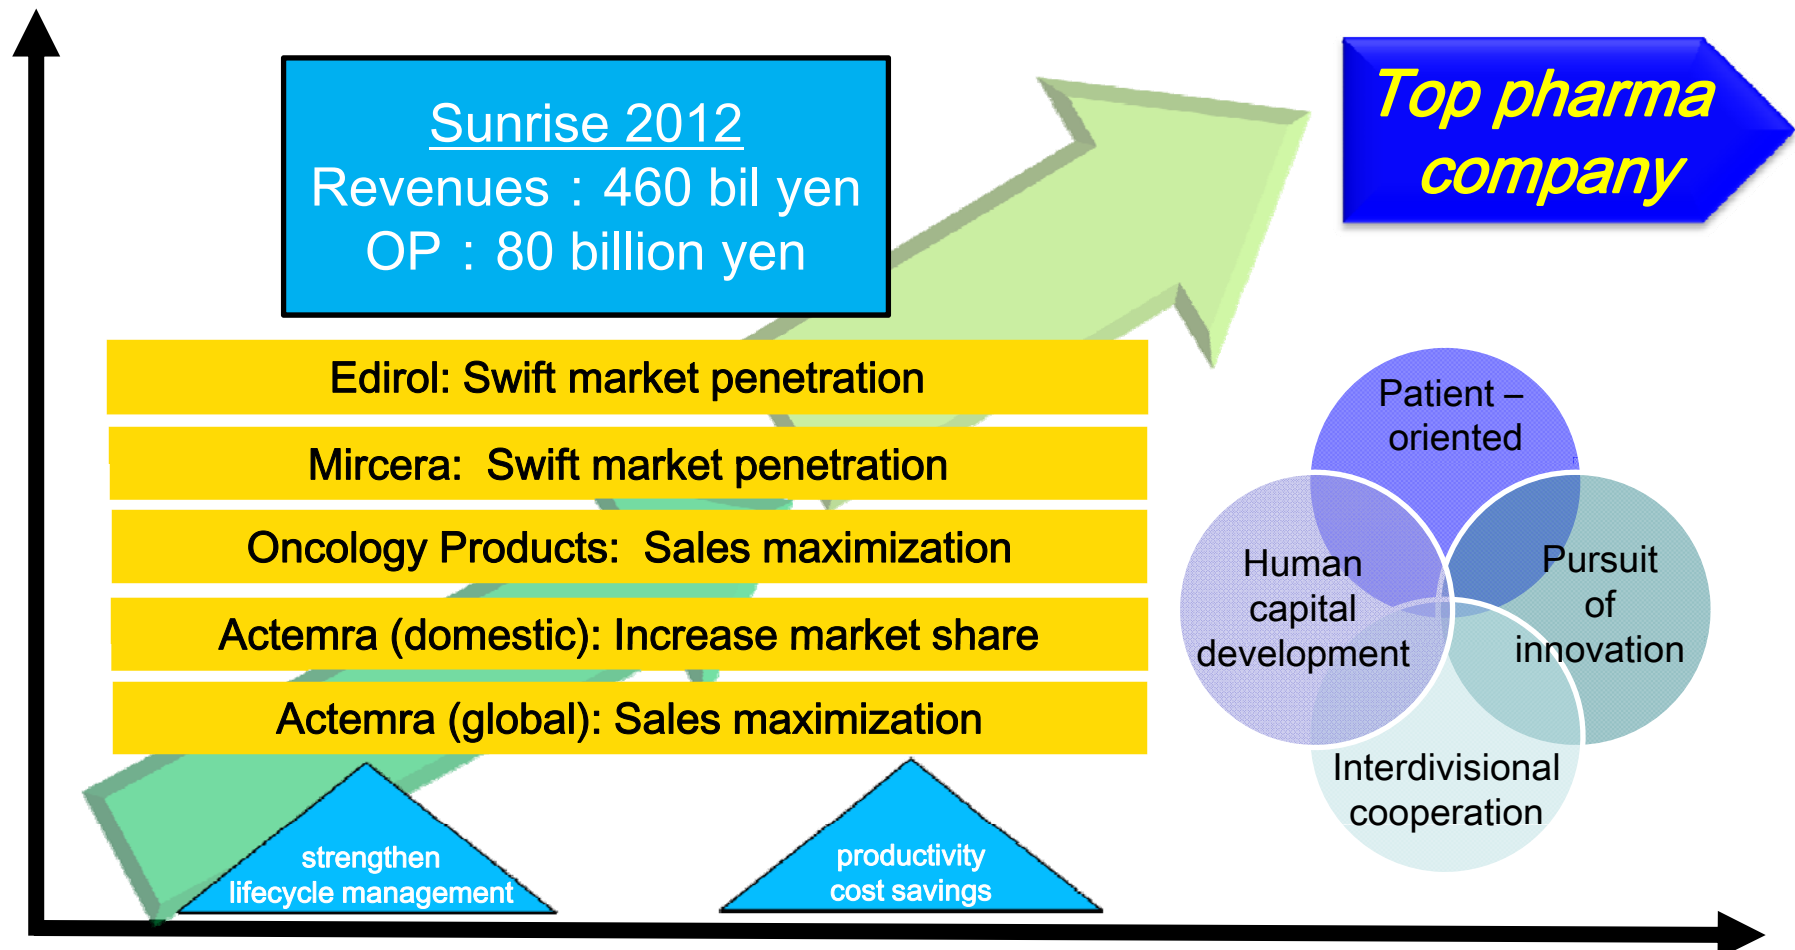 Sunrise 2012
Revenues : 460 bil yen
OP : 80 billion yen
Top pharma
company
Edirol: Swift market penetration
Mircera: Swift market penetration
Oncology Products: Sales maximization
Actemra (domestic): Increase market share
Actemra (global): Sales maximization
strengthen
lifecycle management
productivity
cost savings
Patient –
oriented
Human
capital
development
Pursuit
of
innovation
Interdivisional
cooperation